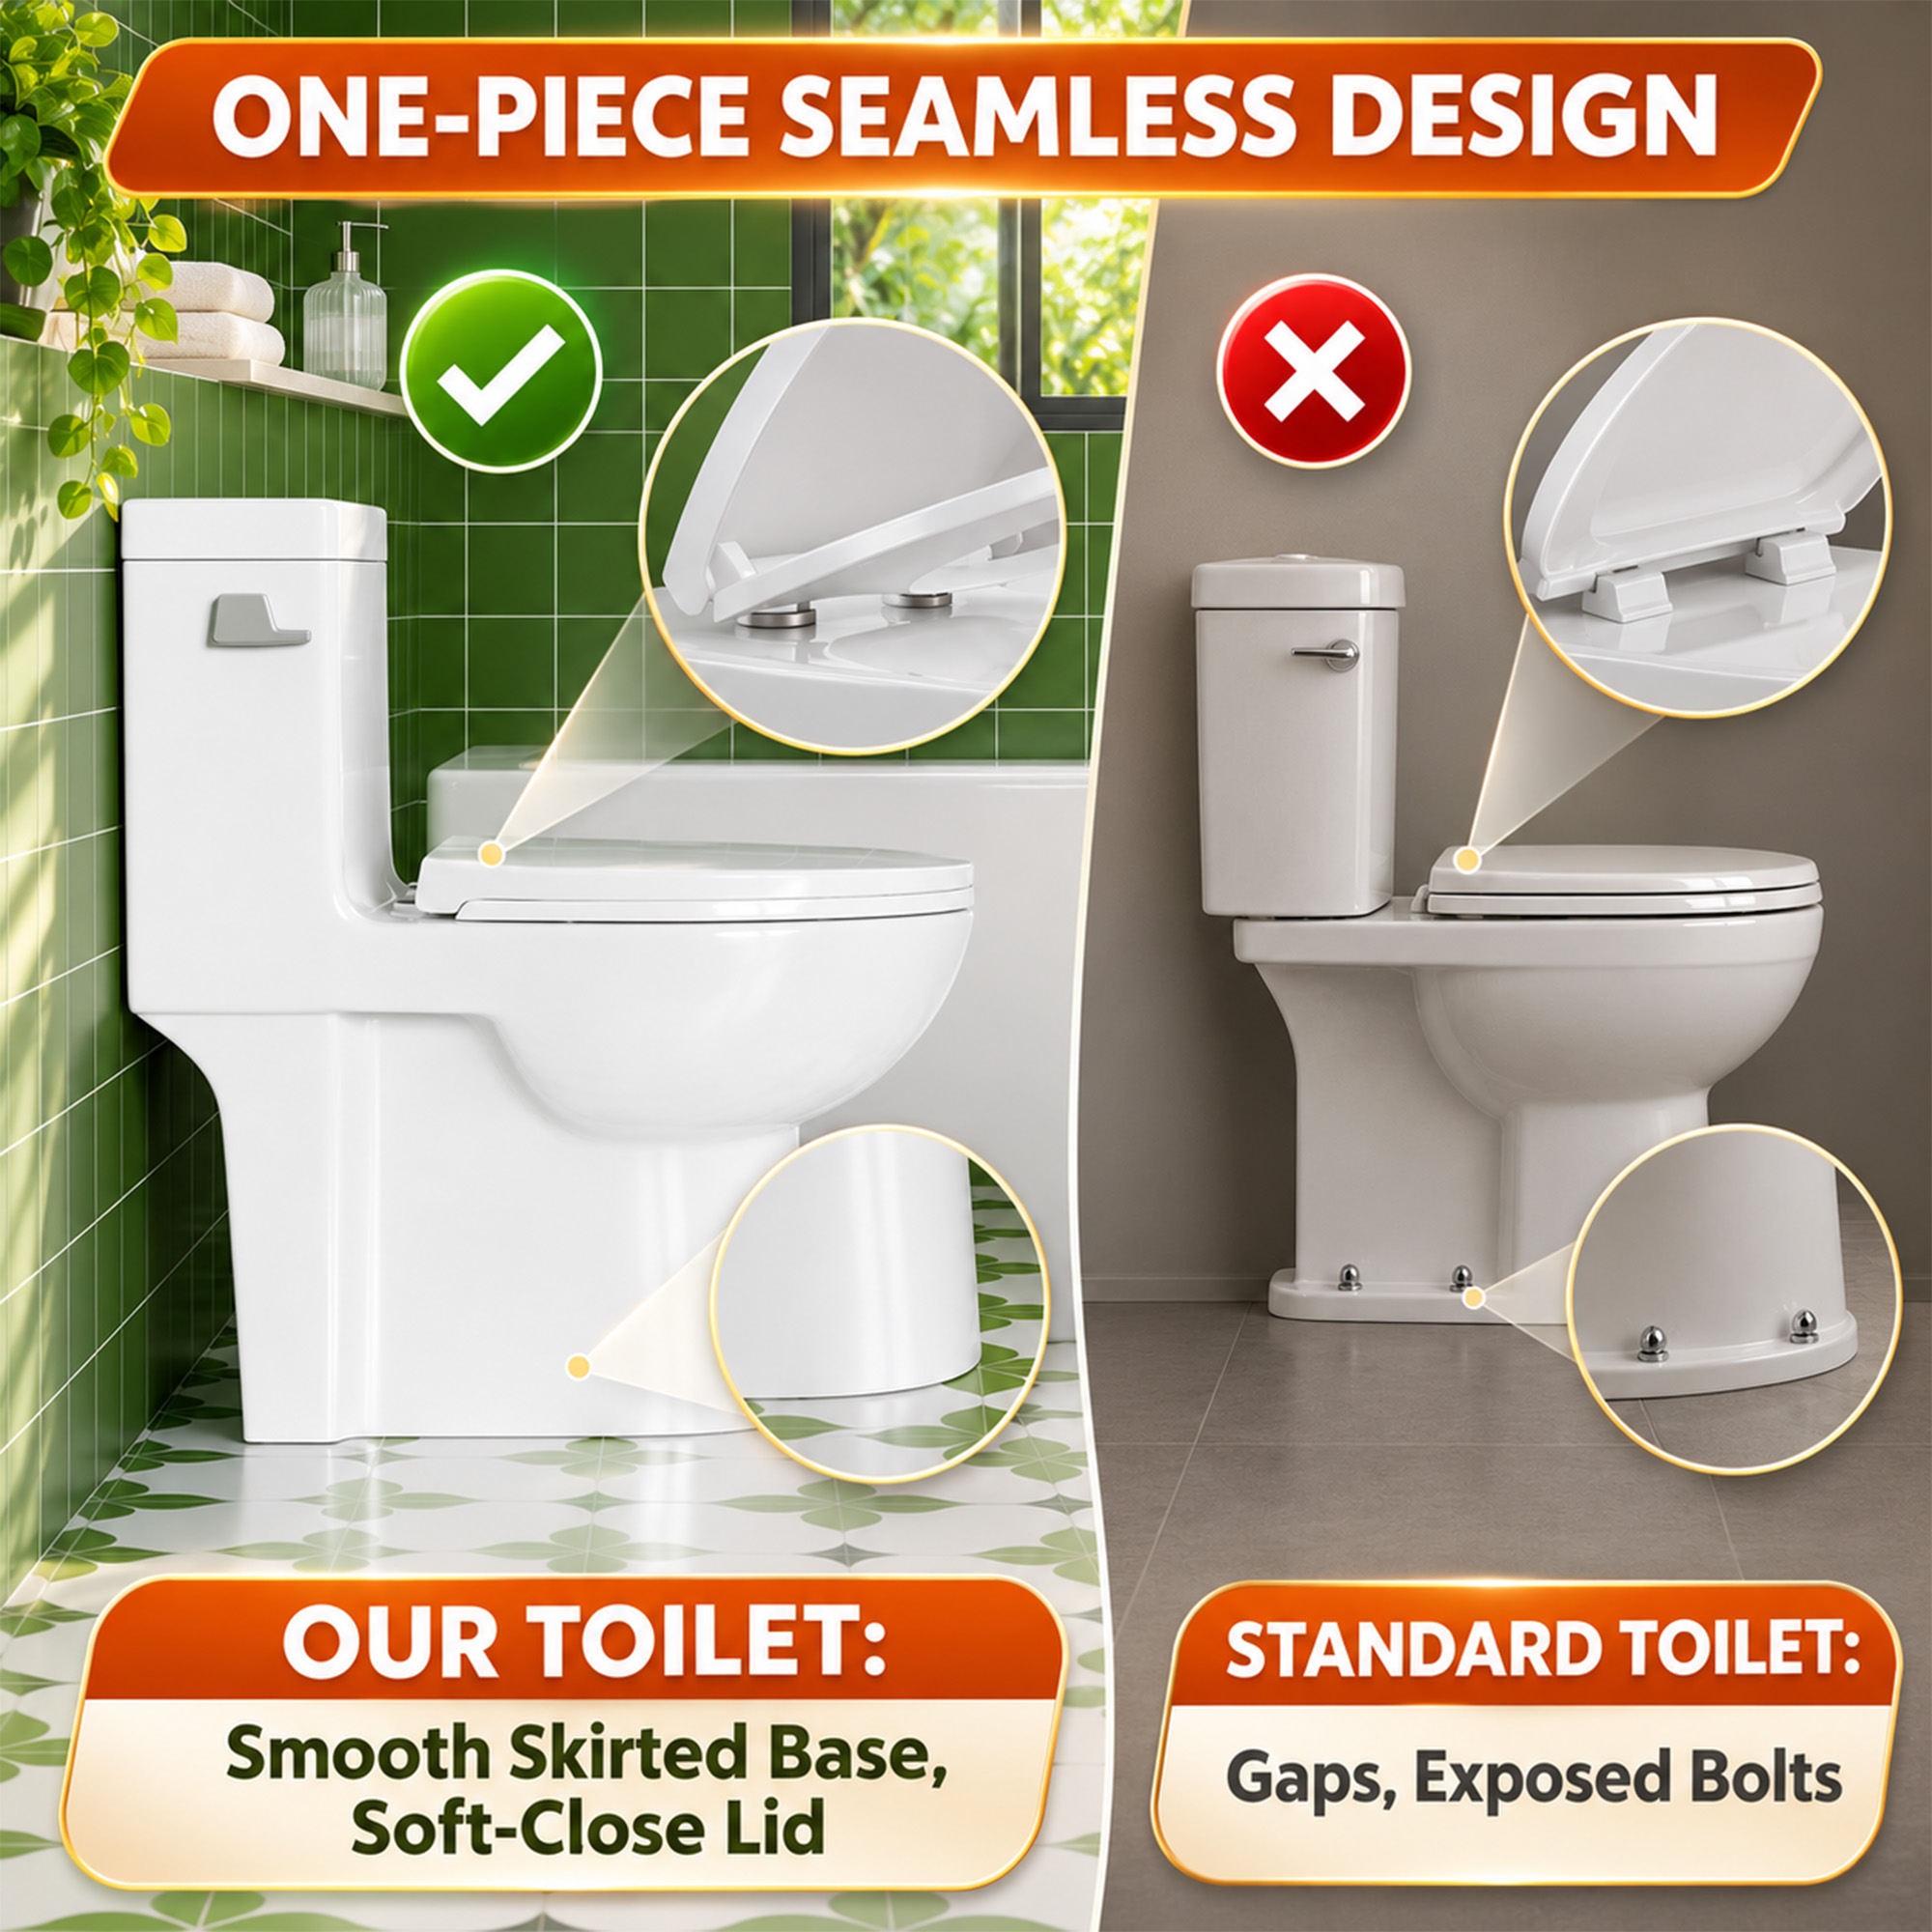 ONE-PIECE SEAMLESS DESIGN
OUR TOILET:
Smooth Skirted Base,
Soft-Close Lid
STANDARD TOILET:
Gaps, Exposed Bolts